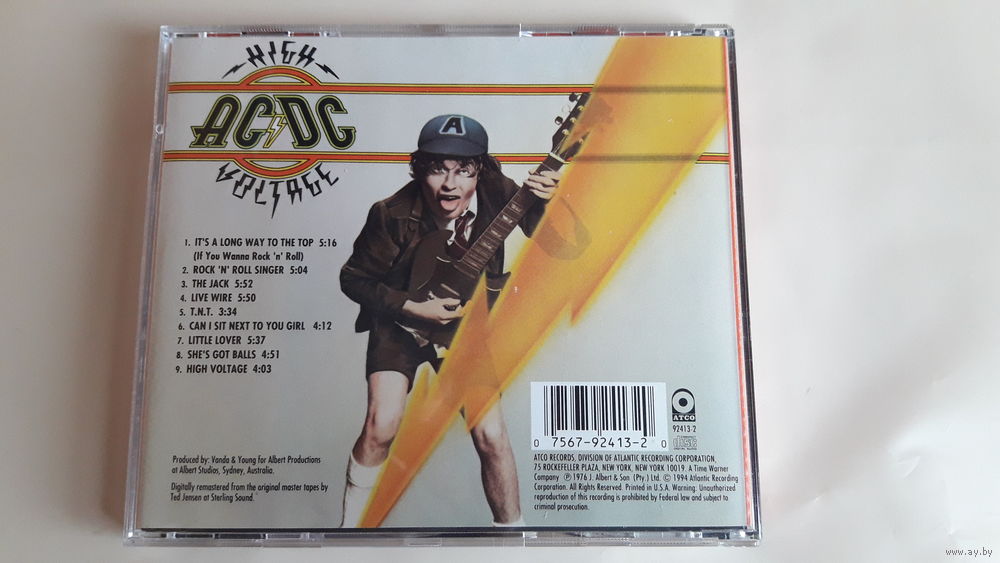 HIGH
AC/DC
VOLTAGE
A
1. IT'S A LONG WAY TO THE TOP 5:16
(If You Wanna Rock 'n' Roll)
2. ROCK 'N' ROLL SINGER 5:04
3. THE JACK 5:52
4. LIVE WIRE 5:50
5. T.N.T. 3:34
6. CAN I SIT NEXT TO YOU GIRL 4:12
7. LITTLE LOVER 5:37
8. SHE'S GOT BALLS 4:51
9. HIGH VOLTAGE 4:03
Produced by: Vanda & Young for Albert Productions
at Albert Studios, Sydney, Australia.
Digitally remastered from the original master tapes by
Ted Jensen at Sterling Sound.
0 7567-92413-2 0
ATCO
92413-2
disc
ATCO RECORDS, DIVISION OF ATLANTIC RECORDING CORPORATION,
75 ROCKEFELLER PLAZA, NEW YORK, NEW YORK 10019. A Time Warner
Company ℗ 1976 J. Albert & Son (Pty.) Ltd. © 1994 Atlantic Recording
Corporation. All Rights Reserved. Printed in U.S.A. Warning: Unauthorized
reproduction of this recording is prohibited by Federal law and subject to
criminal prosecution.
www.ay.by